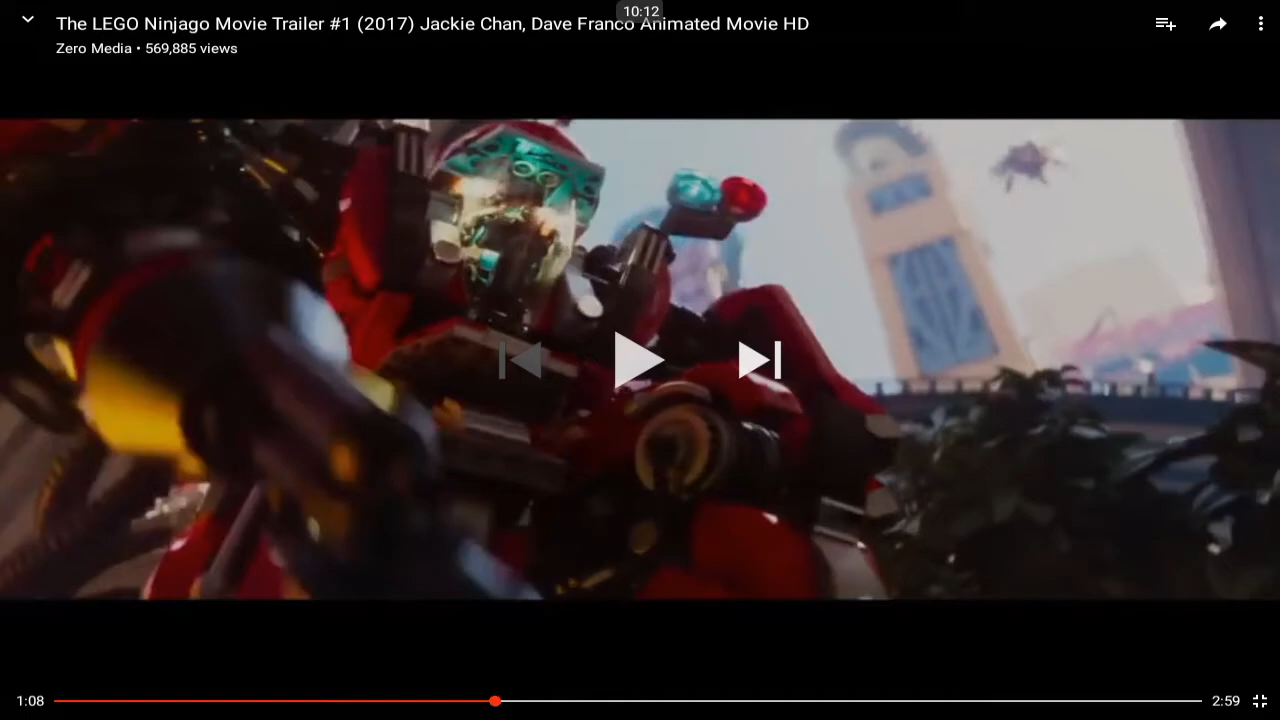 10:12
The LEGO Ninjago Movie Trailer #1 (2017) Jackie Chan, Dave Franco Animated Movie HD
Zero Media • 569,885 views
1:08
2:59